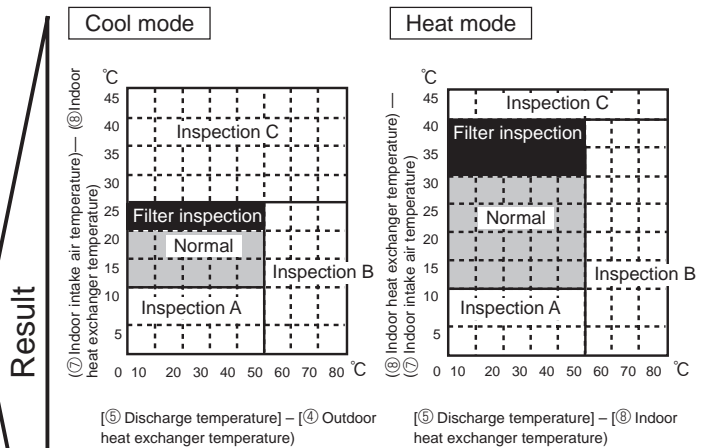 Result
Cool mode
(⑦Indoor intake air temperature)— (⑧Indoor
heat exchanger temperature)
℃
45
40
35
30
25
20
15
10
5
0 10 20 30 40 50 60 70 80 ℃
Inspection C
Filter inspection
Normal
Inspection B
Inspection A
[⑤ Discharge temperature] – [④ Outdoor
heat exchanger temperature)
Heat mode
(⑧ Indoor heat exchanger temperature) —
(⑦ Indoor intake air temperature)
℃
45
40
35
30
25
20
15
10
5
0 10 20 30 40 50 60 70 80 ℃
Inspection C
Filter inspection
Normal
Inspection B
Inspection A
[⑤ Discharge temperature] – [⑧ Indoor
heat exchanger temperature)